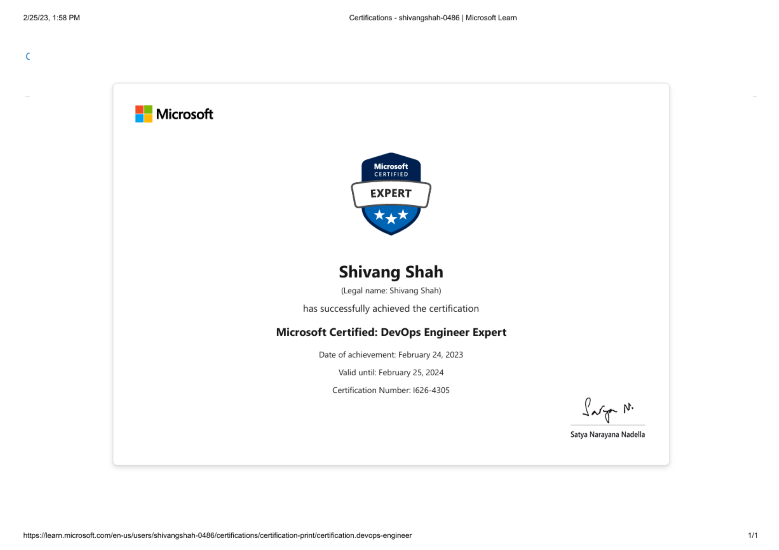 2/25/23, 1:58 PM
Certifications - shivangshah-0486 | Microsoft Learn
Microsoft
Microsoft
CERTIFIED
EXPERT
Shivang Shah
(Legal name: Shivang Shah)
has successfully achieved the certification
Microsoft Certified: DevOps Engineer Expert
Date of achievement: February 24, 2023
Valid until: February 25, 2024
Certification Number: I626-4305
Satya N.
Satya Narayana Nadella
https://learn.microsoft.com/en-us/users/shivangshah-0486/certifications/certification-print/certification.devops-engineer
1/1